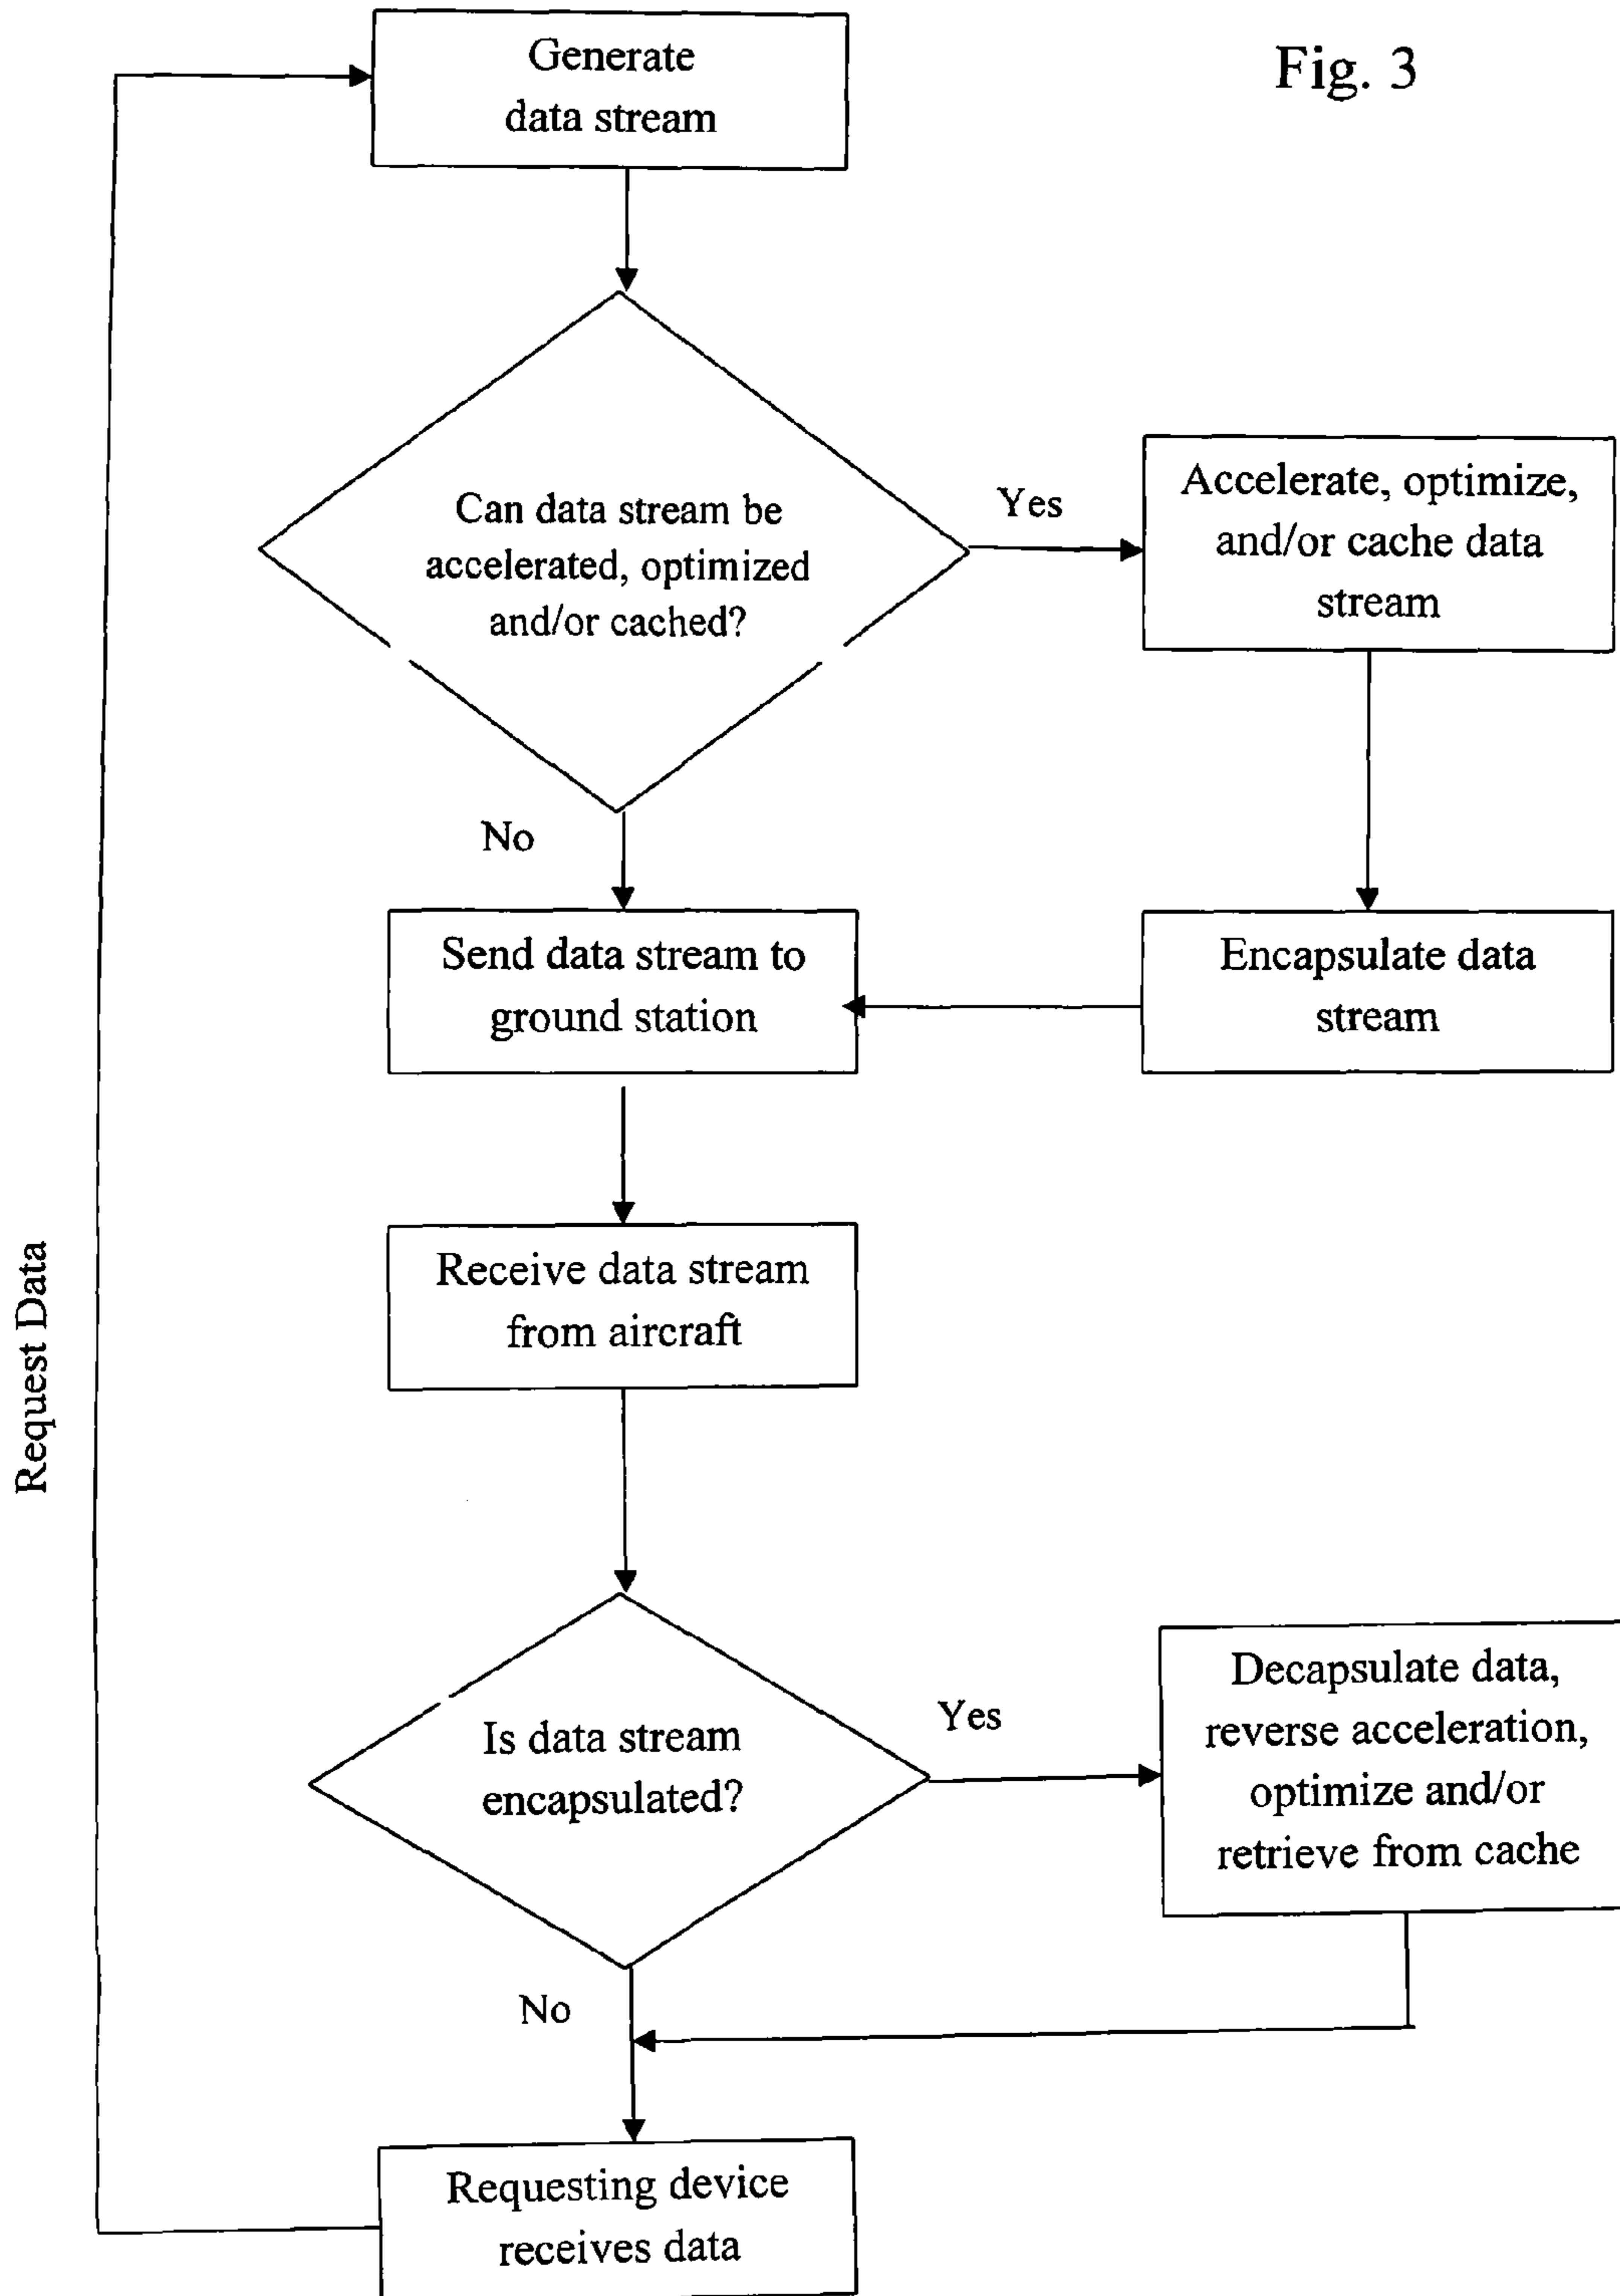 Fig. 3
Generate
data stream
Can data stream be
accelerated, optimized
and/or cached?
Yes
Accelerate, optimize,
and/or cache data
stream
No
Send data stream to
ground station
Encapsulate data
stream
Receive data stream
from aircraft
Request Data
Is data stream
encapsulated?
Yes
Decapsulate data,
reverse acceleration,
optimize and/or
retrieve from cache
No
Requesting device
receives data